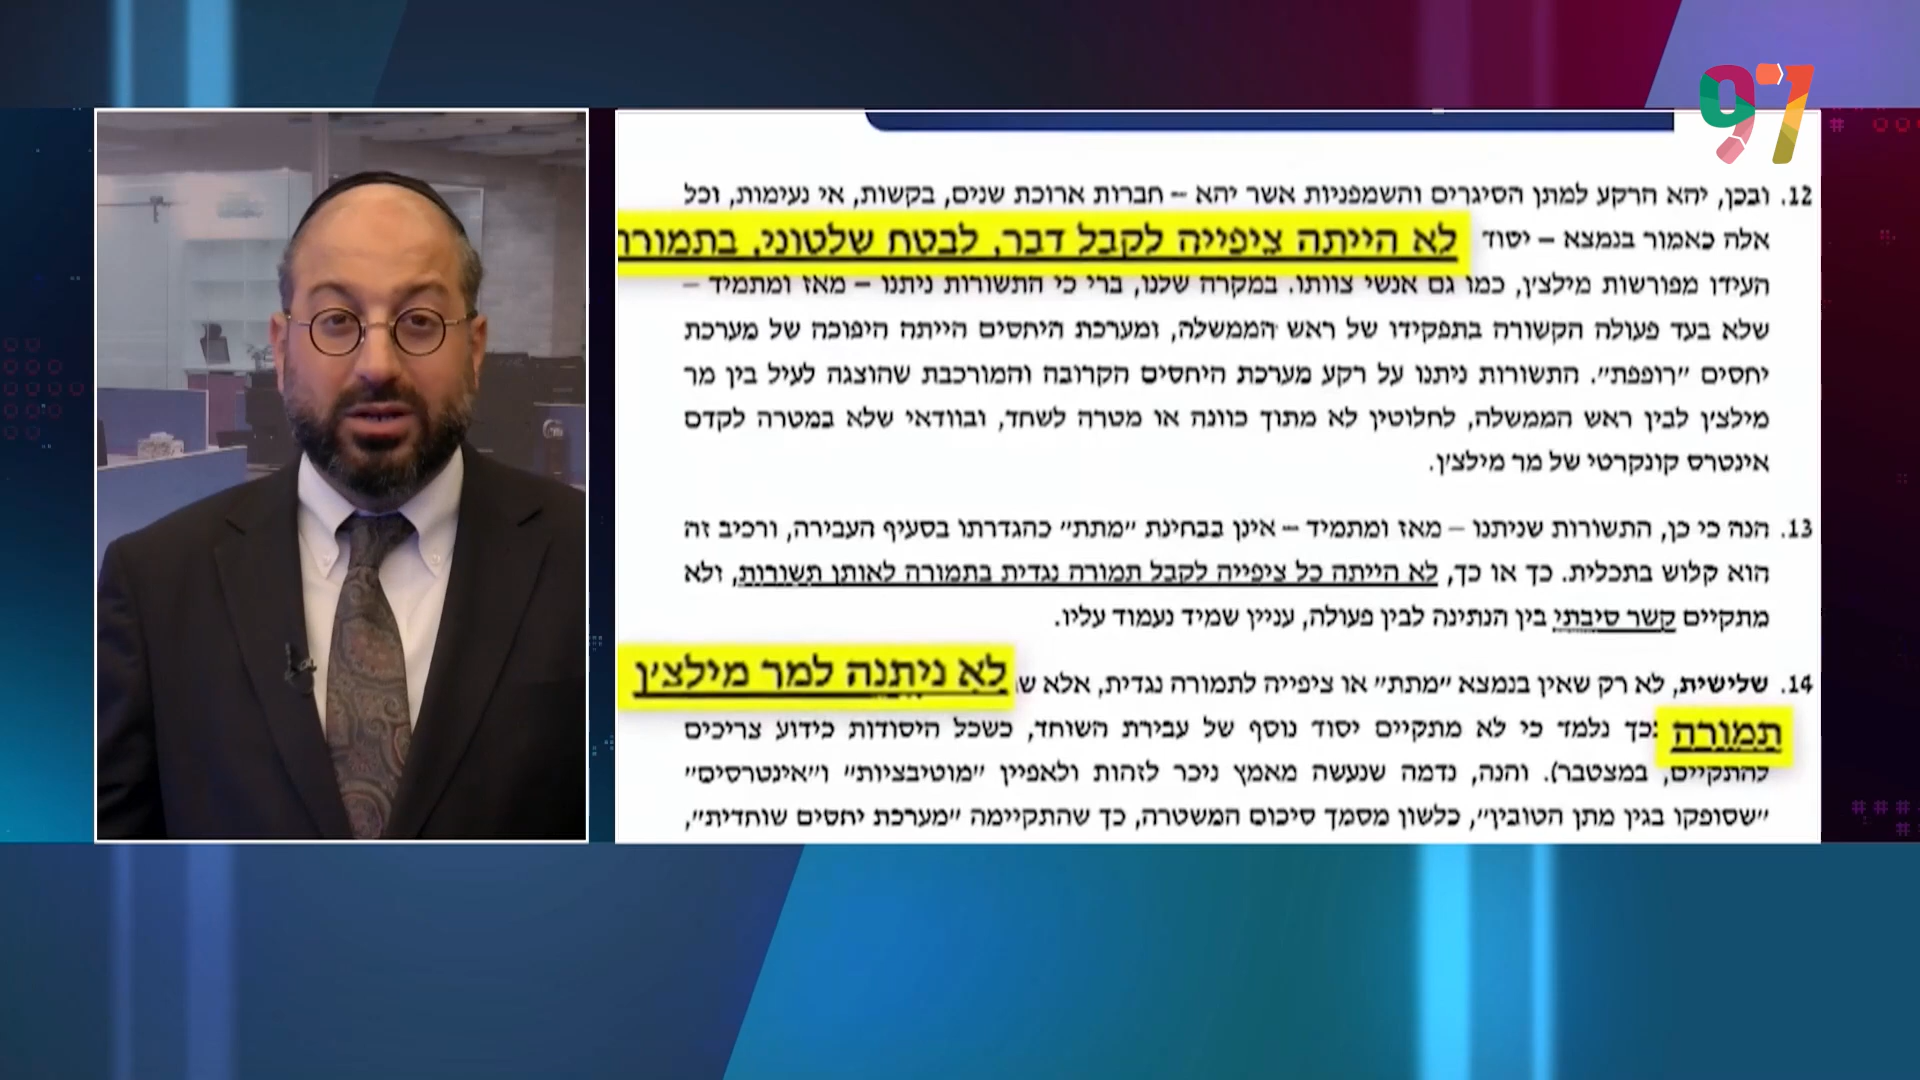 97
12. ובכן, יהא הרקע למתן הסיגרים והשמפניות אשר יהא – חברות ארוכת שנים, בקשות, אי נעימות, וכל
אלה כאמור בנמצא – יסוד לא הייתה ציפייה לקבל דבר, לבטח שלטוני, בתמורה
העידו מפורשות מילצ'ן, כמו גם אנשי צוותו. במקרה שלנו, ברי כי התשורות ניתנו – מאז ומתמיד –
שלא בעד פעולה הקשורה בתפקידו של ראש הממשלה, ומערכת היחסים הייתה היפוכה של מערכת
יחסים "רופפת". התשורות ניתנו על רקע מערכת היחסים הקרובה והמורכבת שהוצגה לעיל בין מר
מילצ'ן לבין ראש הממשלה, לחלוטין לא מתוך כוונה או מטרה לשחד, ובוודאי שלא במטרה לקדם
אינטרס קונקרטי של מר מילצ'ן.
13. הנה כי כן, התשורות שניתנו – מאז ומתמיד – אינן בבחינת "מתת" כהגדרתו בסעיף העבירה, ורכיב זה
הוא קלוש בתכלית. כך או כך, לא הייתה כל ציפייה לקבל תמורה נגדית בתמורה לאותן תשורות, ולא
מתקיים קשר סיבתי בין הנתינה לבין פעולה, עניין שמיד נעמוד עליו.
14. שלישית, לא רק שאין בנמצא "מתת" או ציפייה לתמורה נגדית, אלא לא ניתנה למר מילצ'ן
תמורה נלמד כי לא מתקיים יסוד נוסף של עבירת השוחד, כשכל היסודות כידוע צריכים
להתקיים, במצטבר). והנה, נדמה שנעשה מאמץ ניכר לזהות ולאפיין "מוטיבציות" ו"אינטרסים"
"שסופקו בגין מתן הטובין", כלשון מסמך סיכום המשטרה, כך שהתקיימה "מערכת יחסים שוחדית",